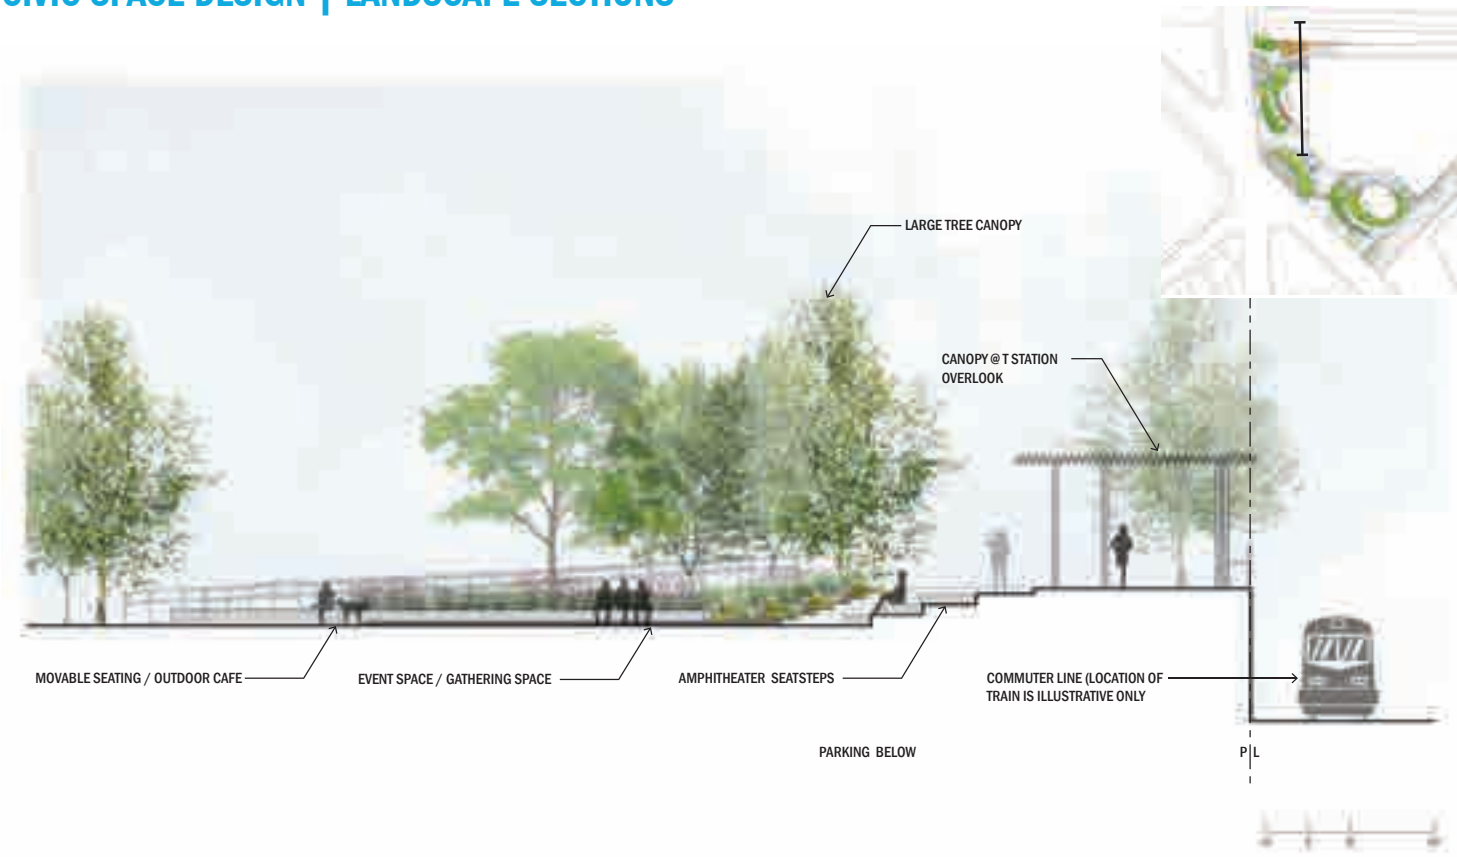 CIVIC SPACE DESIGN | LANDSCAPE SECTIONS
LARGE TREE CANOPY
CANOPY @ T STATION
OVERLOOK
MOVABLE SEATING / OUTDOOR CAFE
EVENT SPACE / GATHERING SPACE
AMPHITHEATER SEATSTEPS
COMMUTER LINE (LOCATION OF
TRAIN IS ILLUSTRATIVE ONLY
PARKING BELOW
P L